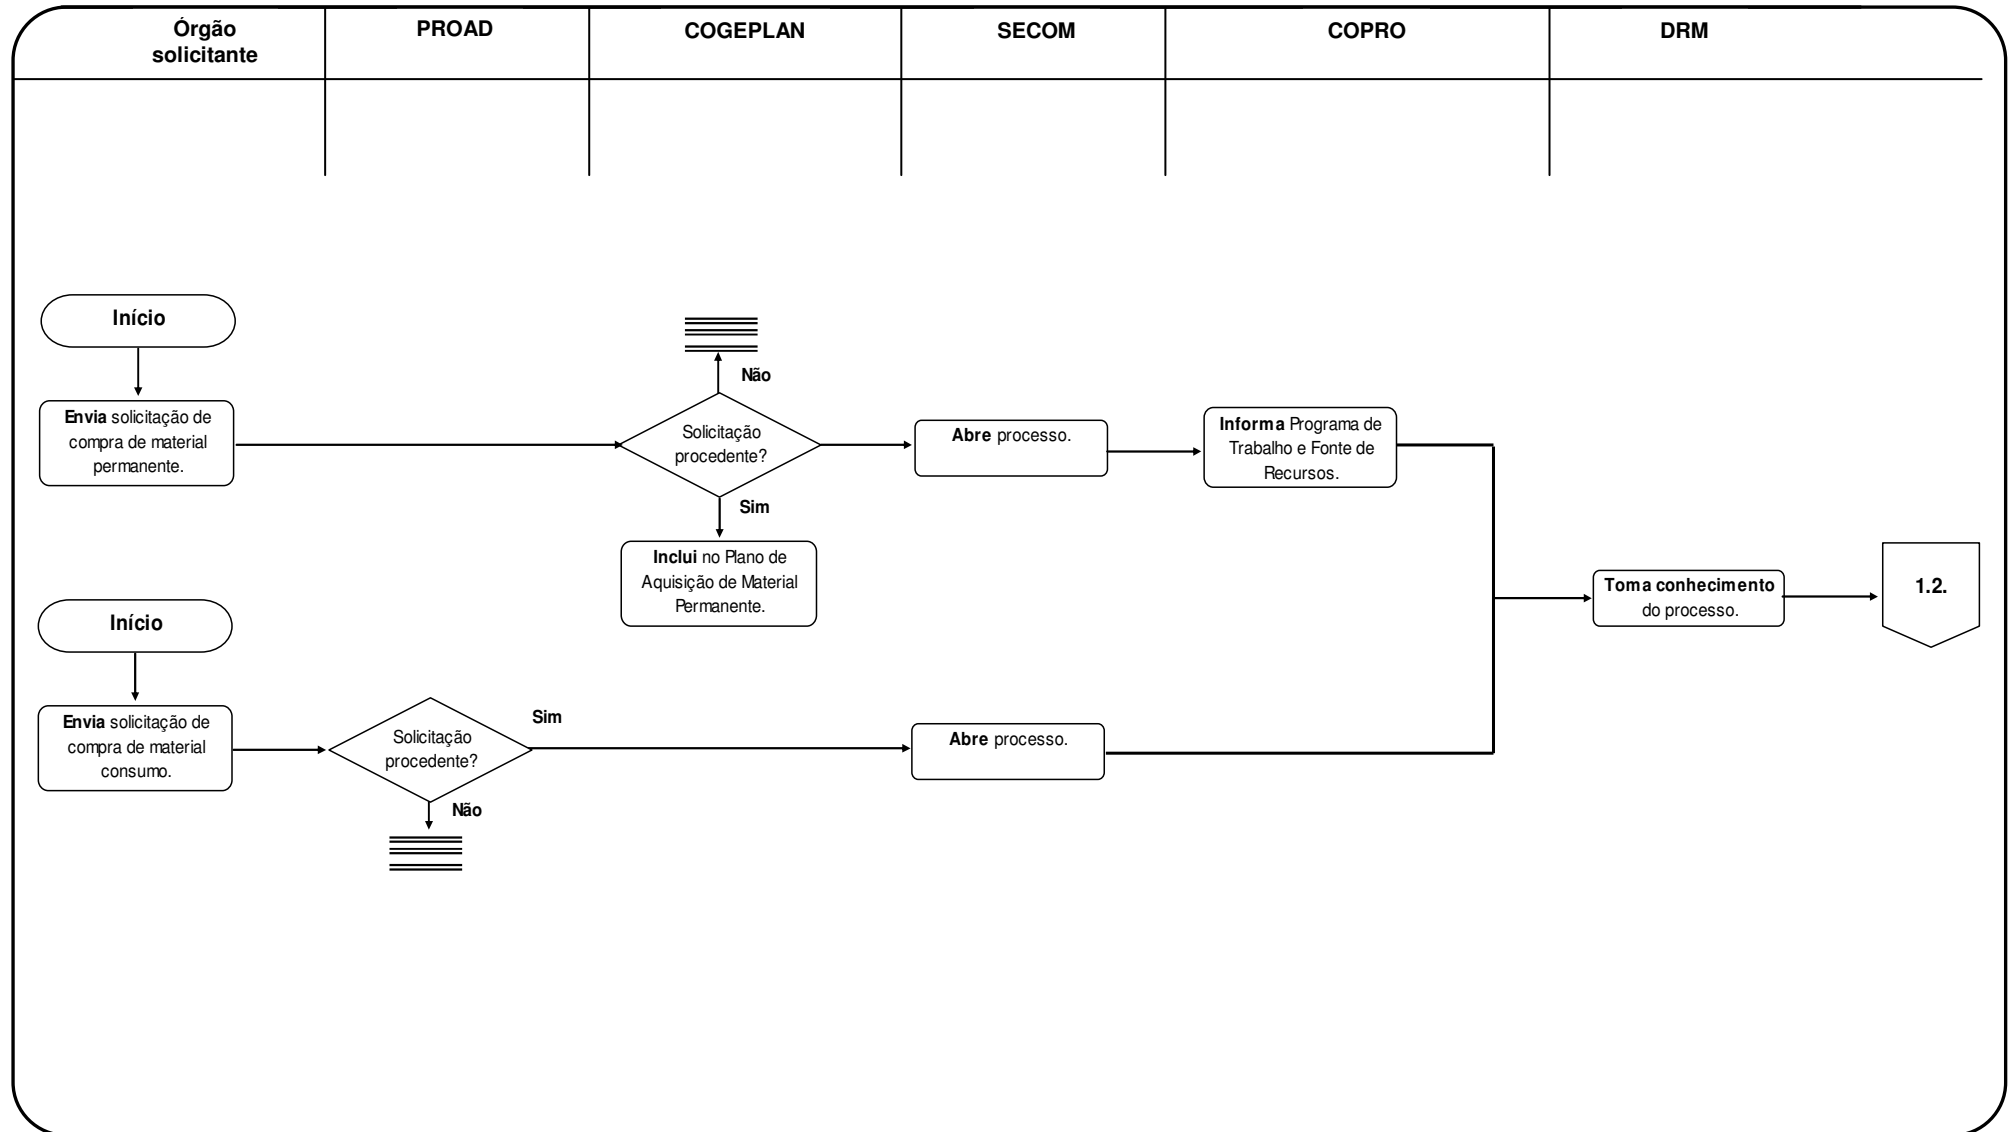 Órgão
solicitante
PROAD
COGEPLAN
SECOM
COPRO
DRM
Início
Não
Envia solicitação de
compra de material
permanente.
Solicitação
procedente?
Abre processo.
Informa Programa de
Trabalho e Fonte de
Recursos.
Sim
Inclui no Plano de
Aquisição de Material
Permanente.
Toma conhecimento
do processo.
1.2.
Início
Envia solicitação de
compra de material
consumo.
Solicitação
procedente?
Sim
Abre processo.
Não